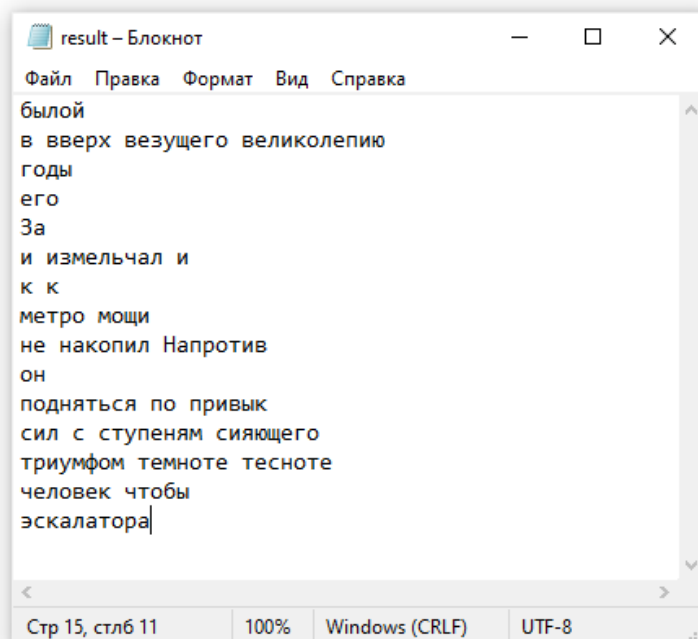 result – Блокнот
Файл Правка Формат Вид Справка
былой
в вверх везущего великолепию
годы
его
За
и измельчал и
к к
метро мощи
не накопил Напротив
он
подняться по привык
сил с ступеням сияющего
триумфом темноте тесноте
человек чтобы
эскалатора
Стр 15, стлб 11 100% Windows (CRLF) UTF-8